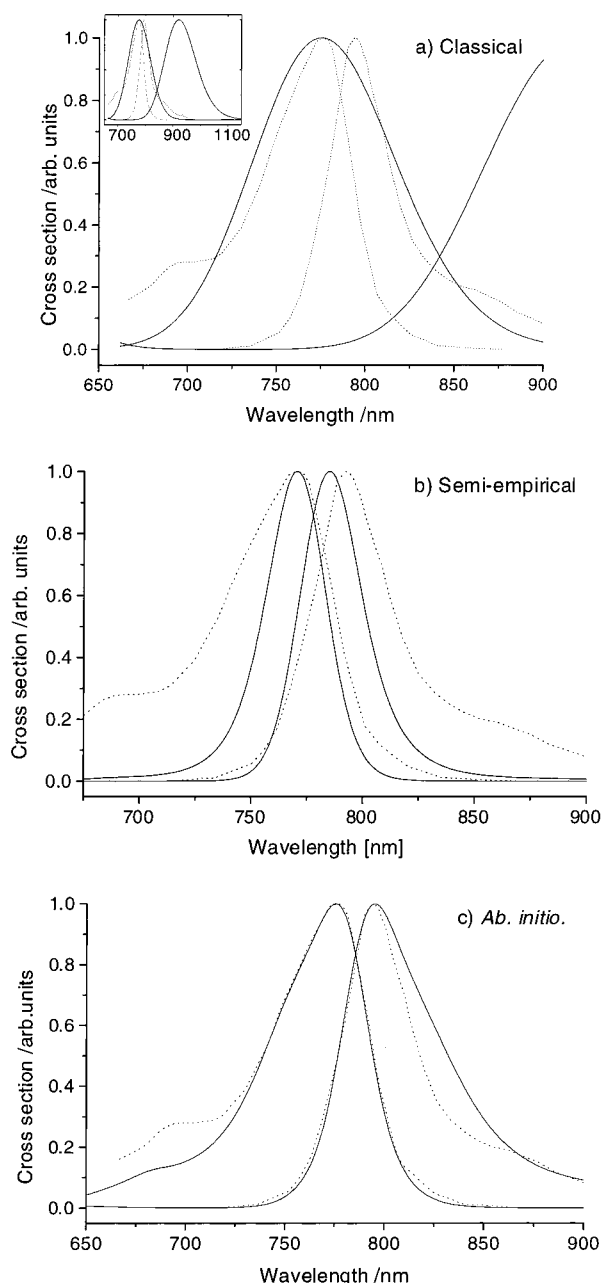 a) Classical
700 900 1100
Cross section /arb. units
1.0
0.8
0.6
0.4
0.2
0.0
650 700 750 800 850 900
Wavelength /nm
b) Semi-empirical
Cross section /arb. units
1.0
0.8
0.6
0.4
0.2
0.0
700 750 800 850 900
Wavelength [nm]
c) Ab. initio.
Cross section /arb.units
1.0
0.8
0.6
0.4
0.2
0.0
650 700 750 800 850 900
Wavelength /nm